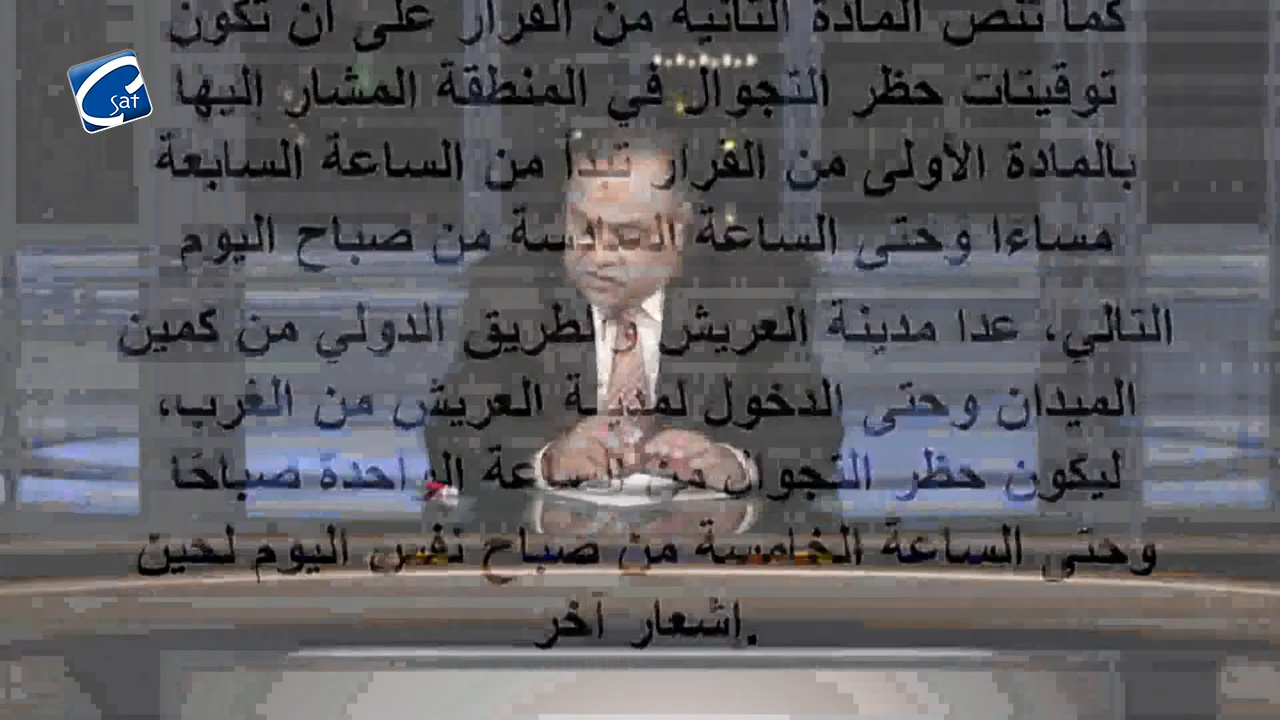 C
sat
كما تنص المادة الثانية من القرار على أن تكون
توقيتات حظر التجوال في المنطقة المشار إليها
بالمادة الأولى من القرار تبدأ من الساعة السابعة
مساءًا وحتى الساعة السادسة من صباح اليوم
التالي، عدا مدينة العريش والطريق الدولي من كمين
الميدان وحتى الدخول لمدينة العريش من الغرب،
ليكون حظر التجوال من الساعة الواحدة صباحًا
وحتى الساعة الخامسة من صباح نفس اليوم لحين
إشعار آخر.